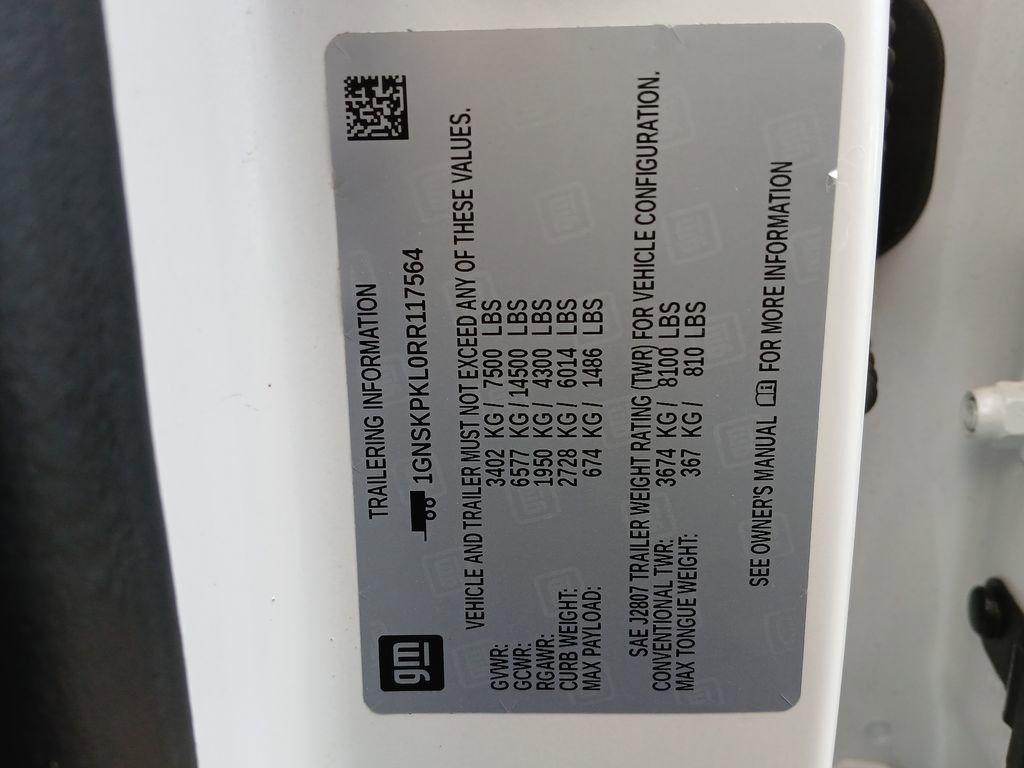 TRAILERING INFORMATION
1GNSKPKL0RR117564
VEHICLE AND TRAILER MUST NOT EXCEED ANY OF THESE VALUES.
GVWR: 3402 KG / 7500 LBS
GCWR: 6577 KG / 14500 LBS
RGAWR: 1950 KG / 4300 LBS
CURB WEIGHT: 2728 KG / 6014 LBS
MAX PAYLOAD: 674 KG / 1486 LBS
SAE J2807 TRAILER WEIGHT RATING (TWR) FOR VEHICLE CONFIGURATION.
CONVENTIONAL TWR: 3674 KG / 8100 LBS
MAX TONGUE WEIGHT: 367 KG / 810 LBS
SEE OWNER'S MANUAL FOR MORE INFORMATION
gm